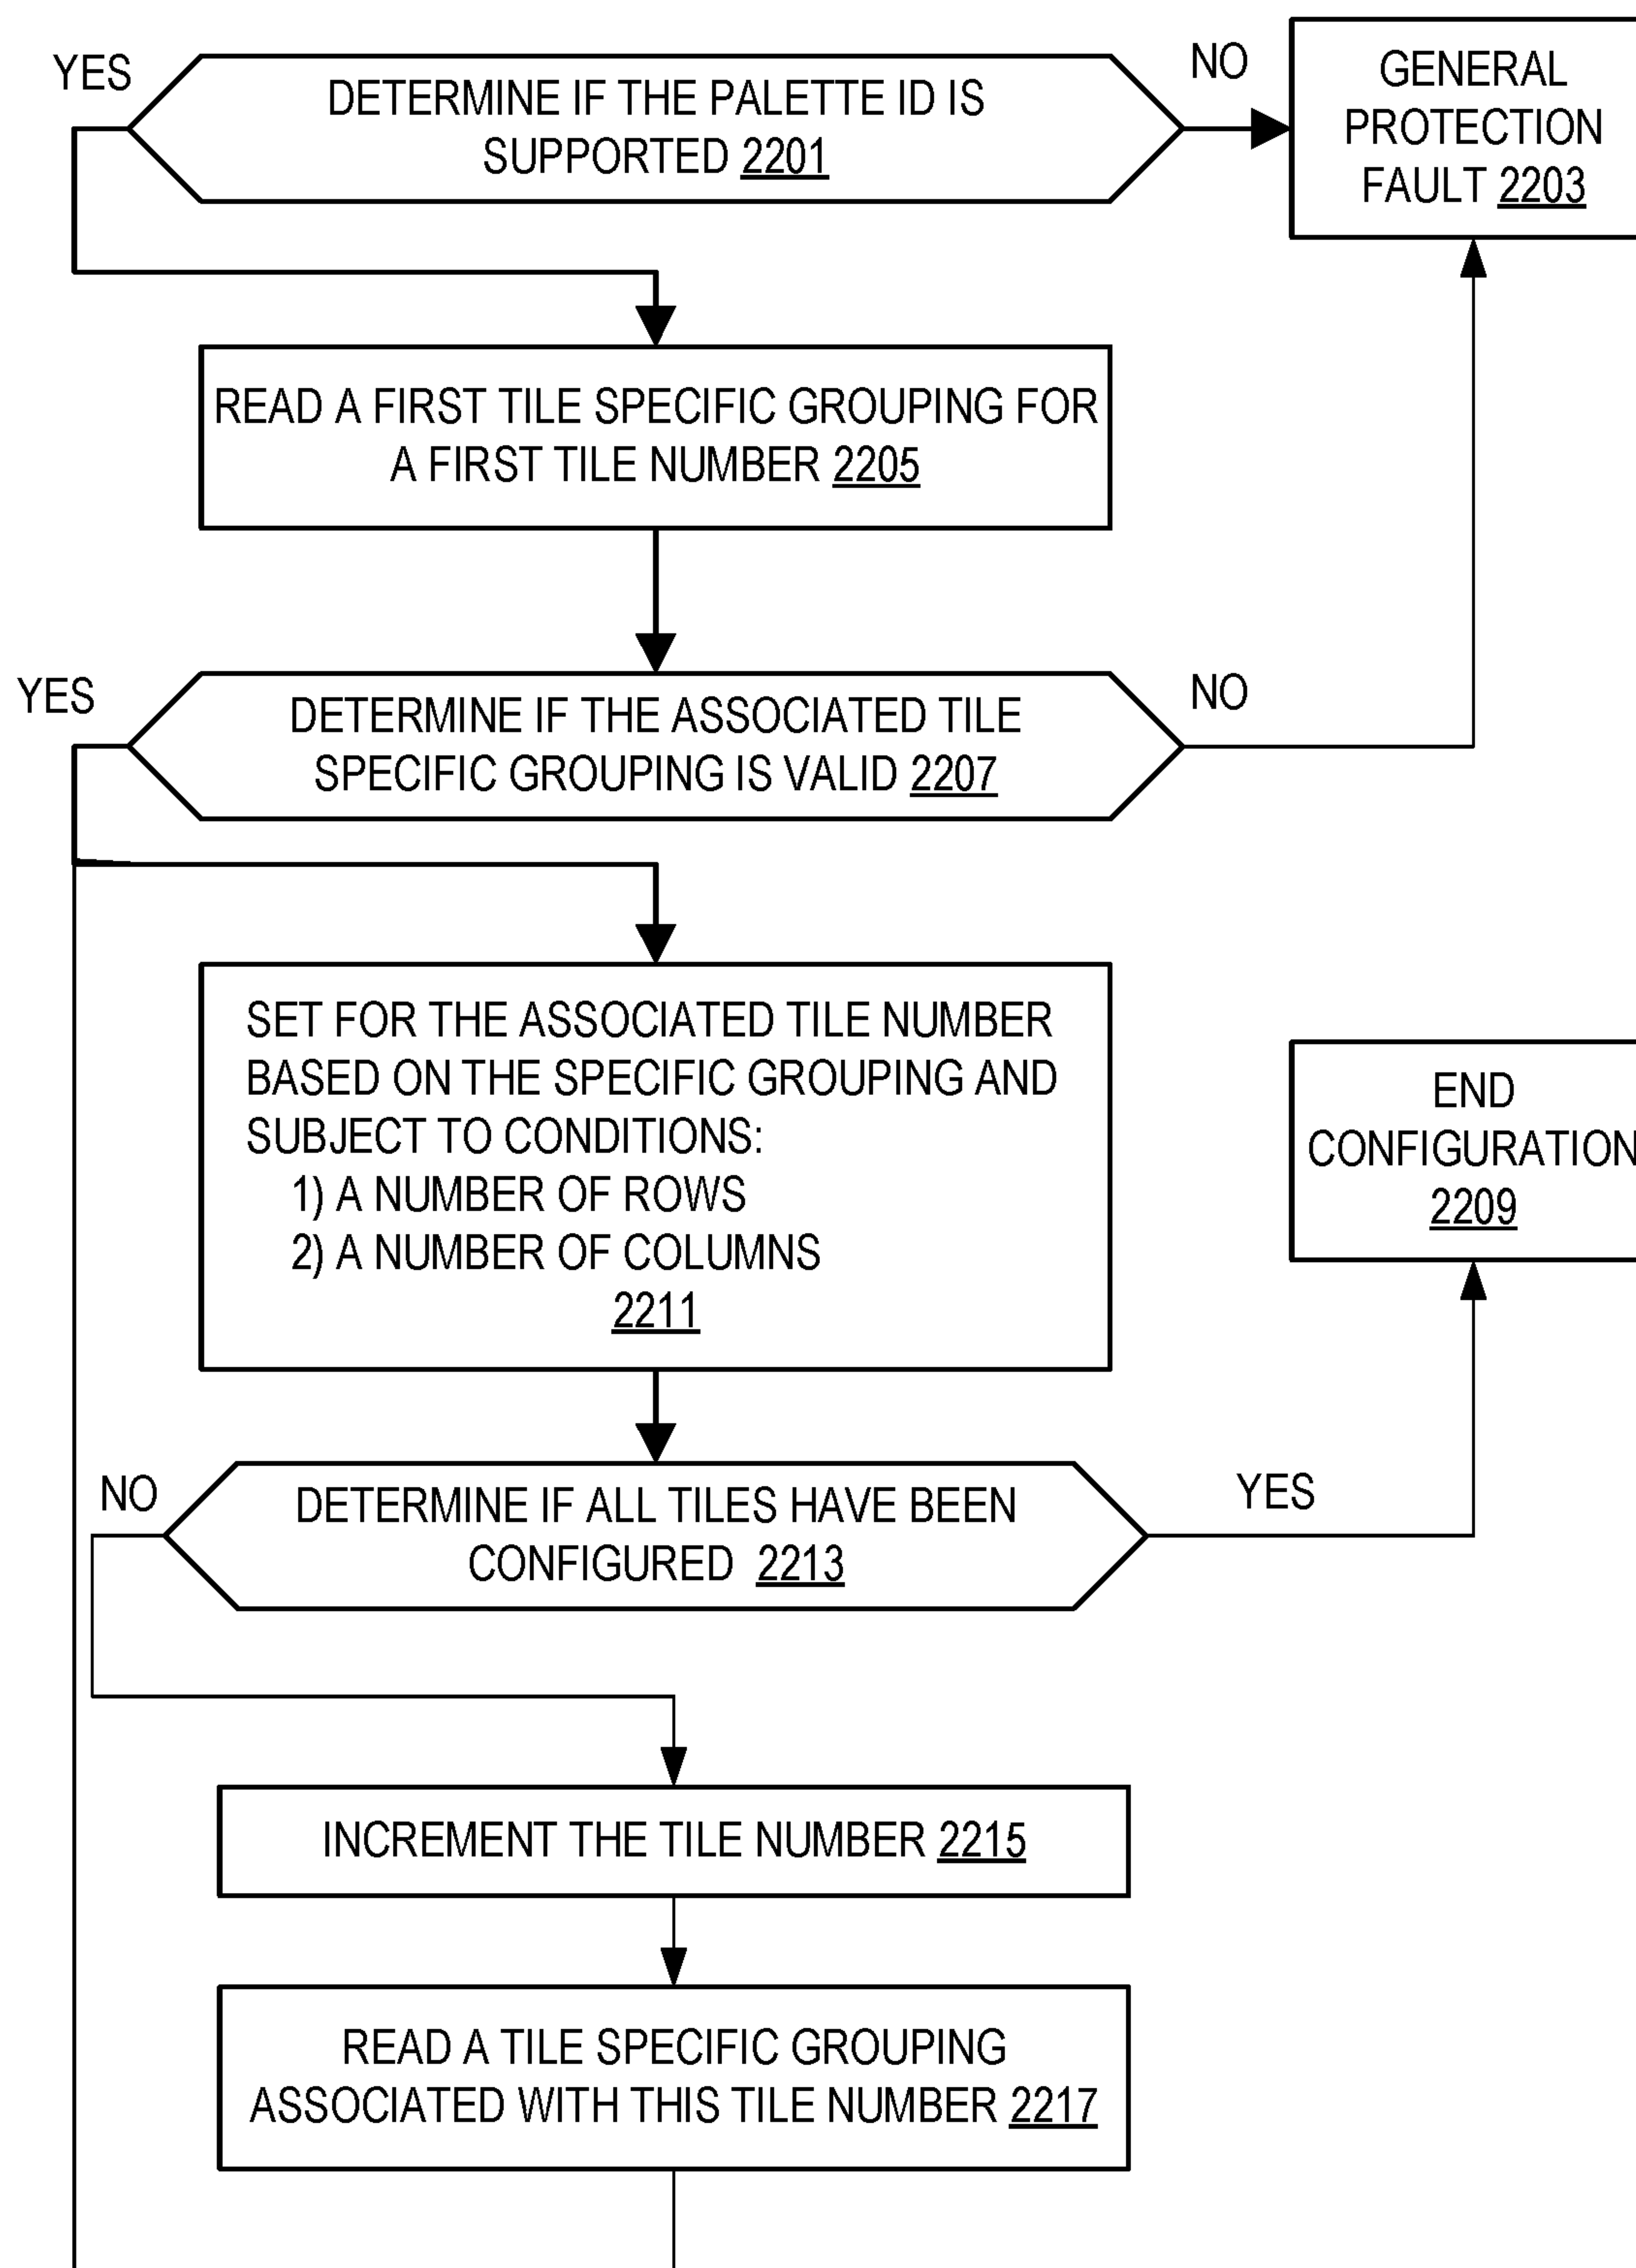 YES
DETERMINE IF THE PALETTE ID IS
SUPPORTED 2201
NO
GENERAL
PROTECTION
FAULT 2203
READ A FIRST TILE SPECIFIC GROUPING FOR
A FIRST TILE NUMBER 2205
YES
DETERMINE IF THE ASSOCIATED TILE
SPECIFIC GROUPING IS VALID 2207
NO
SET FOR THE ASSOCIATED TILE NUMBER
BASED ON THE SPECIFIC GROUPING AND
SUBJECT TO CONDITIONS:
1) A NUMBER OF ROWS
2) A NUMBER OF COLUMNS
2211
END
CONFIGURATION
2209
NO
DETERMINE IF ALL TILES HAVE BEEN
CONFIGURED 2213
YES
INCREMENT THE TILE NUMBER 2215
READ A TILE SPECIFIC GROUPING
ASSOCIATED WITH THIS TILE NUMBER 2217